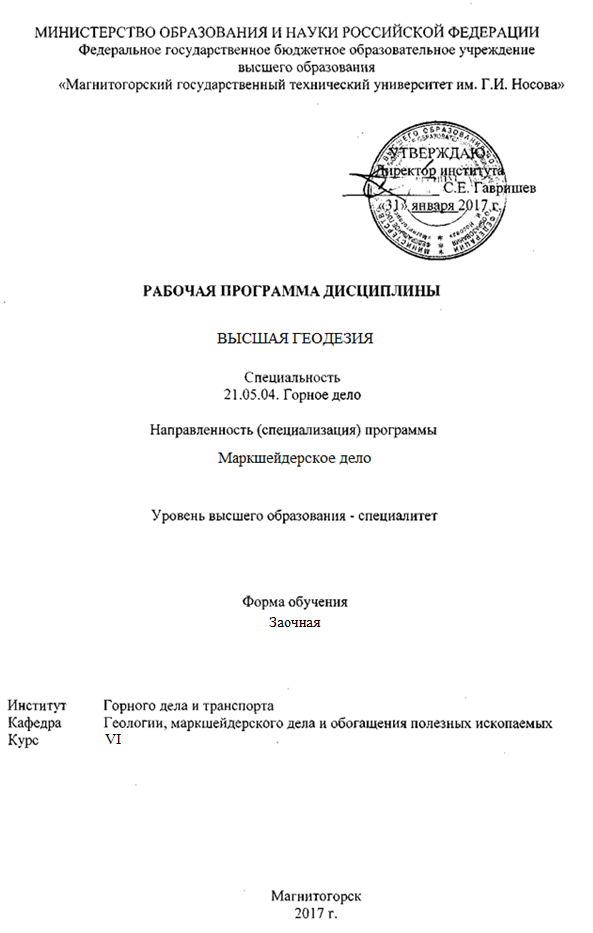 МИНИСТЕРСТВО ОБРАЗОВАНИЯ И НАУКИ РОССИЙСКОЙ ФЕДЕРАЦИИ
Федеральное государственное бюджетное образовательное учреждение
высшего образования
«Магнитогорский государственный технический университет им. Г.И. Носова»
УТВЕРЖДАЮ:
Директор института
С.Е. Гавришев
«31» января 2017 г.
РАБОЧАЯ ПРОГРАММА ДИСЦИПЛИНЫ
ВЫСШАЯ ГЕОДЕЗИЯ
Специальность
21.05.04. Горное дело
Направленность (специализация) программы
Маркшейдерское дело
Уровень высшего образования - специалитет
Форма обучения
Заочная
Институт Горного дела и транспорта
Кафедра Геологии, маркшейдерского дела и обогащения полезных ископаемых
Курс VI
Магнитогорск
2017 г.